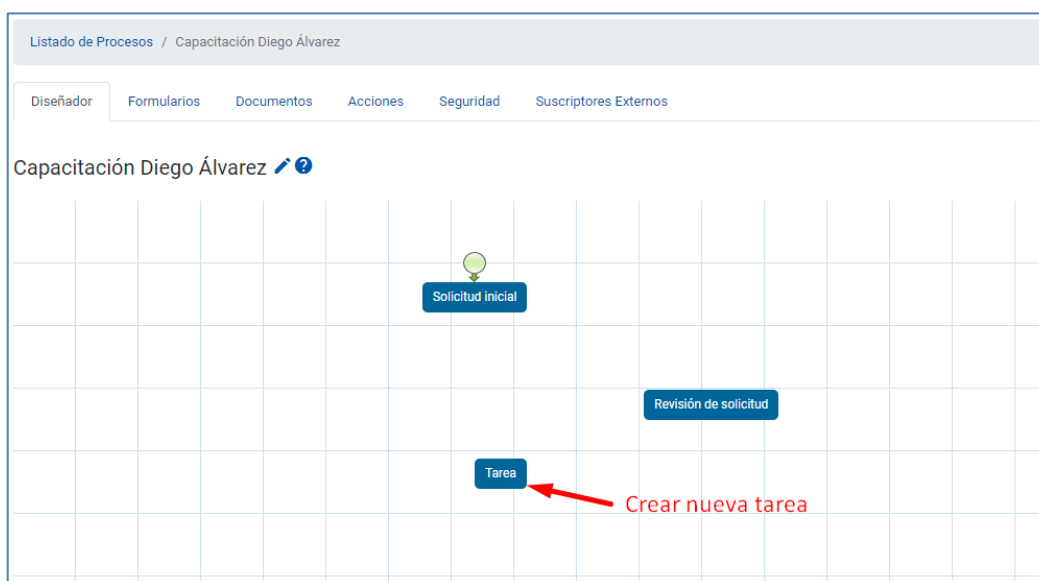 Listado de Procesos / Capacitación Diego Álvarez
Diseñador Formularios Documentos Acciones Seguridad Suscriptores Externos
Capacitación Diego Álvarez
Solicitud inicial
Revisión de solicitud
Tarea
Crear nueva tarea